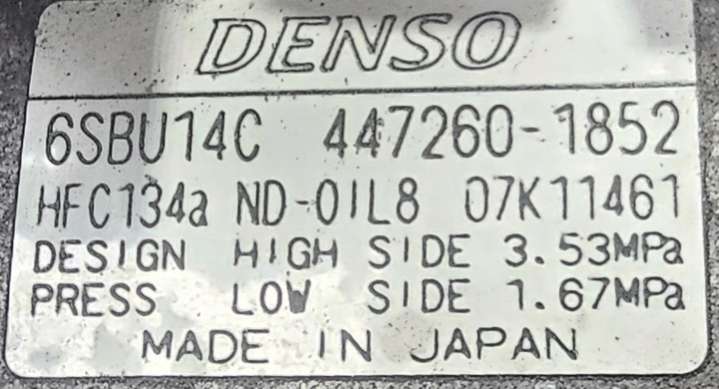 DENSO
6SBU14C 447260-1852
HFC134a ND-OIL8 07K11461
DESIGN HIGH SIDE 3.53MPa
PRESS LOW SIDE 1.67MPa
MADE IN JAPAN